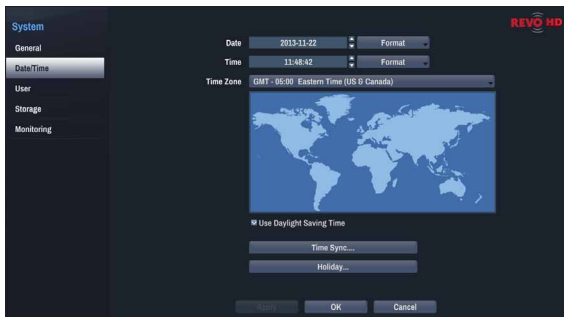 System
REVO HD
General
Date/Time
User
Storage
Monitoring
Date 2013-11-22 Format
Time 11:48:42 Format
Time Zone GMT - 05:00 Eastern Time (US & Canada)
Use Daylight Saving Time
Time Sync....
Holiday...
Apply OK Cancel